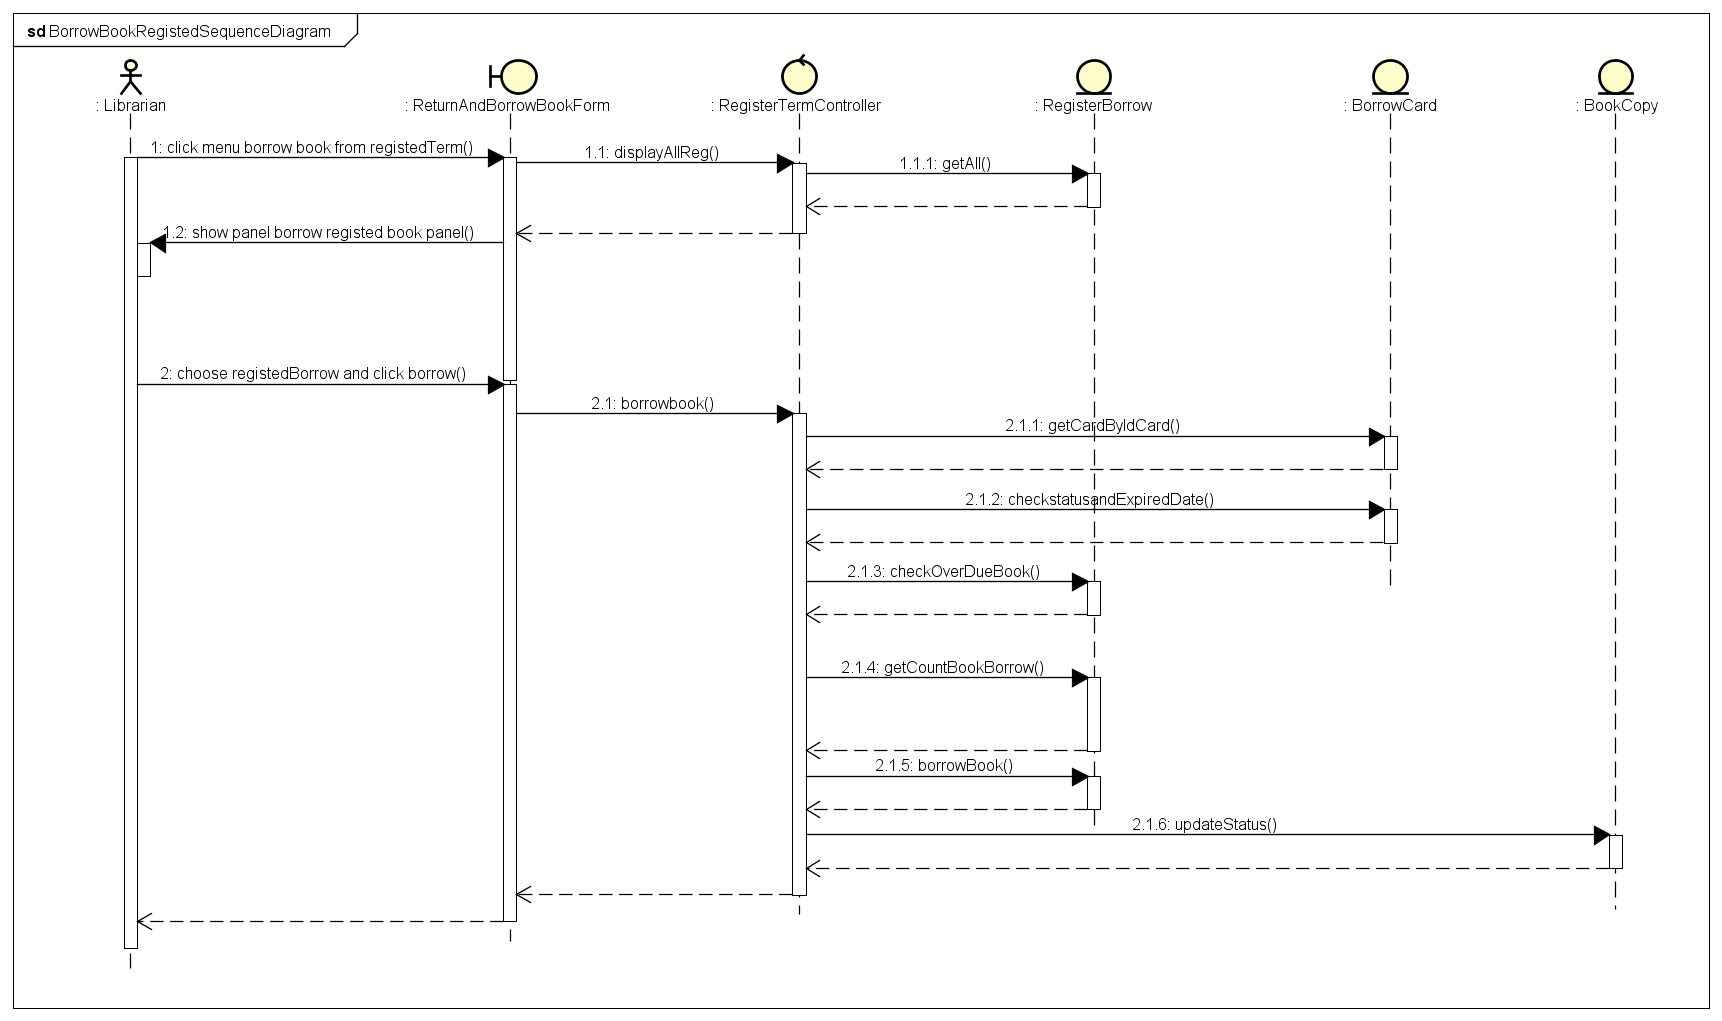 sd BorrowBookRegistedSequenceDiagram
: Librarian
: ReturnAndBorrowBookForm
: RegisterTermController
: RegisterBorrow
: BorrowCard
: BookCopy
1: click menu borrow book from registedTerm()
1.1: displayAllReg()
1.1.1: getAll()
1.2: show panel borrow registed book panel()
2: choose registedBorrow and click borrow()
2.1: borrowbook()
2.1.1: getCardByIdCard()
2.1.2: checkstatusandExpiredDate()
2.1.3: checkOverDueBook()
2.1.4: getCountBookBorrow()
2.1.5: borrowBook()
2.1.6: updateStatus()